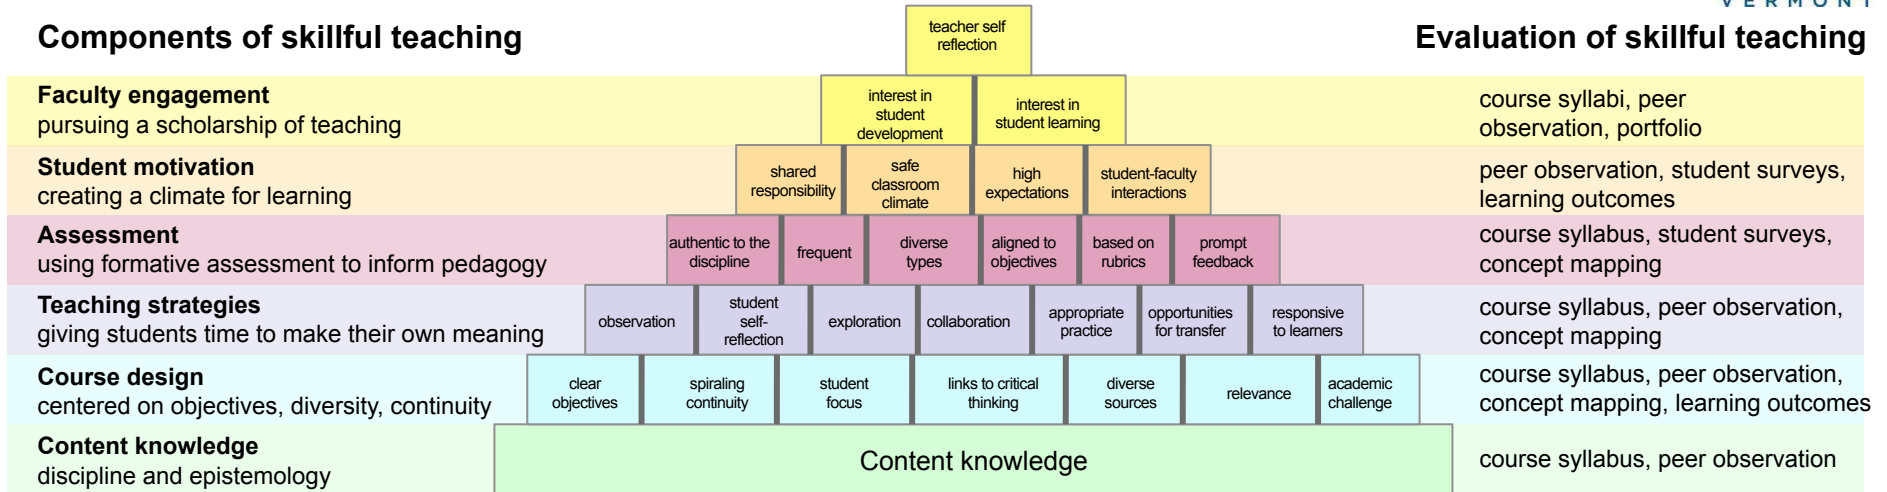 VERMONT
Components of skillful teaching
teacher self
reflection
Evaluation of skillful teaching
Faculty engagement
pursuing a scholarship of teaching
interest in
student
development
interest in
student learning
course syllabi, peer
observation, portfolio
Student motivation
creating a climate for learning
shared
responsibility
safe
classroom
climate
high
expectations
student-faculty
interactions
peer observation, student surveys,
learning outcomes
Assessment
using formative assessment to inform pedagogy
authentic to the
discipline
frequent
diverse
types
aligned to
objectives
based on
rubrics
prompt
feedback
course syllabus, student surveys,
concept mapping
Teaching strategies
giving students time to make their own meaning
observation
student
self-
reflection
exploration
collaboration
appropriate
practice
opportunities
for transfer
responsive
to learners
course syllabus, peer observation,
concept mapping
Course design
centered on objectives, diversity, continuity
clear
objectives
spiraling
continuity
student
focus
links to critical
thinking
diverse
sources
relevance
academic
challenge
course syllabus, peer observation,
concept mapping, learning outcomes
Content knowledge
discipline and epistemology
Content knowledge
course syllabus, peer observation